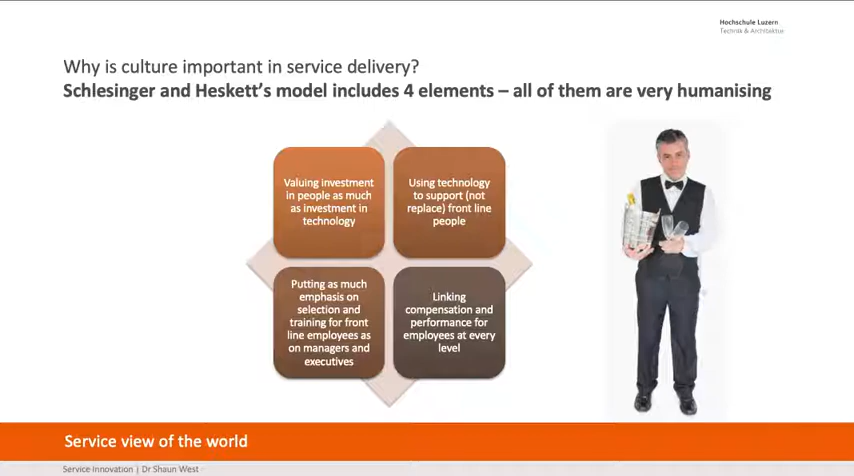 Hochschule Luzern
Technik & Architektur
Why is culture important in service delivery?
Schlesinger and Heskett's model includes 4 elements – all of them are very humanising
Valuing investment
in people as much
as investment in
technology
Using technology
to support (not
replace) front line
people
Putting as much
emphasis on
selection and
training for front
line employees as
on managers and
executives
Linking
compensation and
performance for
employees at every
level
Service view of the world
Service Innovation | Dr Shaun West